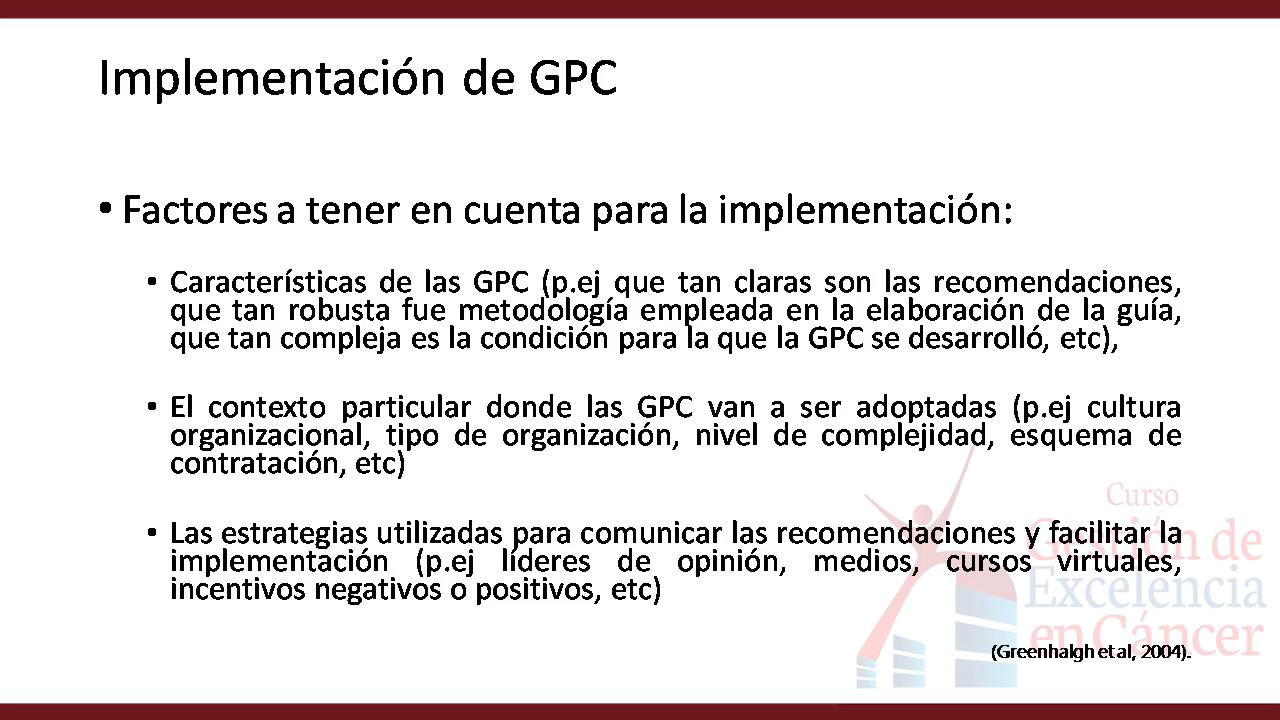 Implementación de GPC
• Factores a tener en cuenta para la implementación:
• Características de las GPC (p.ej que tan claras son las recomendaciones,
que tan robusta fue metodología empleada en la elaboración de la guía,
que tan compleja es la condición para la que la GPC se desarrolló, etc),
• El contexto particular donde las GPC van a ser adoptadas (p.ej cultura
organizacional, tipo de organización, nivel de complejidad, esquema de
contratación, etc)
• Las estrategias utilizadas para comunicar las recomendaciones y facilitar la
implementación (p.ej líderes de opinión, medios, cursos virtuales,
incentivos negativos o positivos, etc)
Curso
Gestión de
Excelencia
en Cáncer
(Greenhalgh et al, 2004).